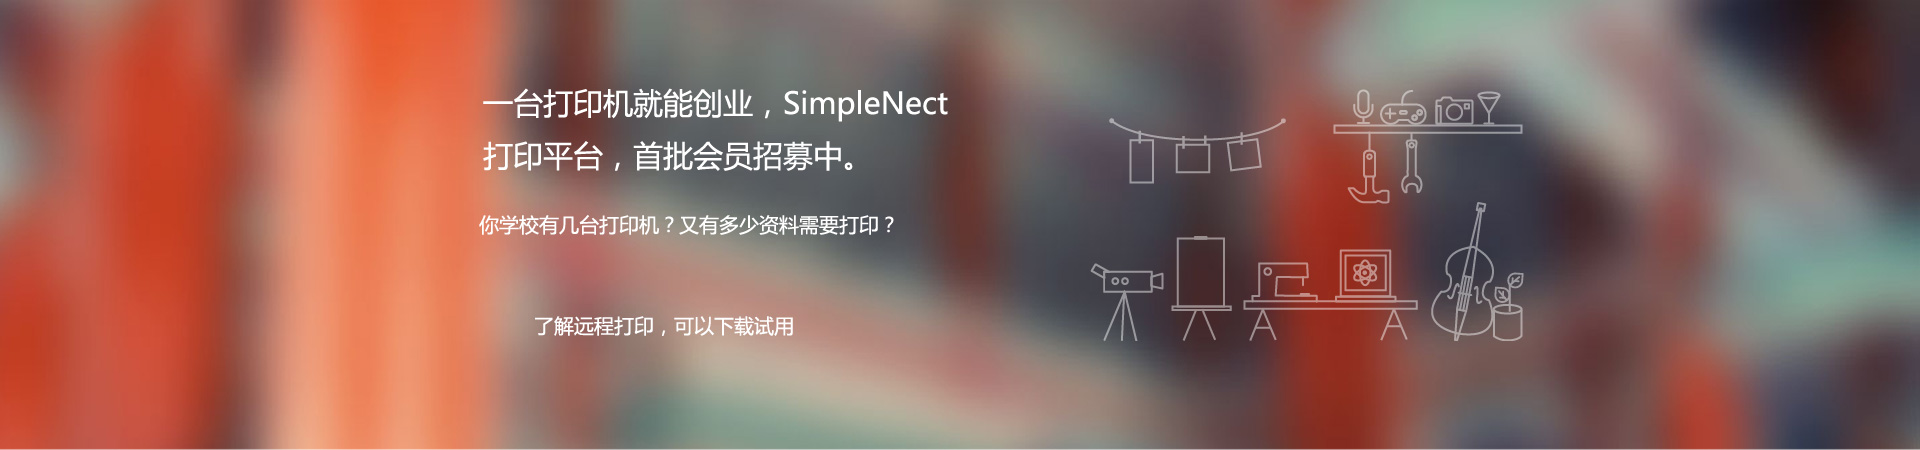 一台打印机就能创业，SimpleNect
打印平台，首批会员招募中。
你学校有几台打印机？又有多少资料需要打印？
了解远程打印，可以下载试用